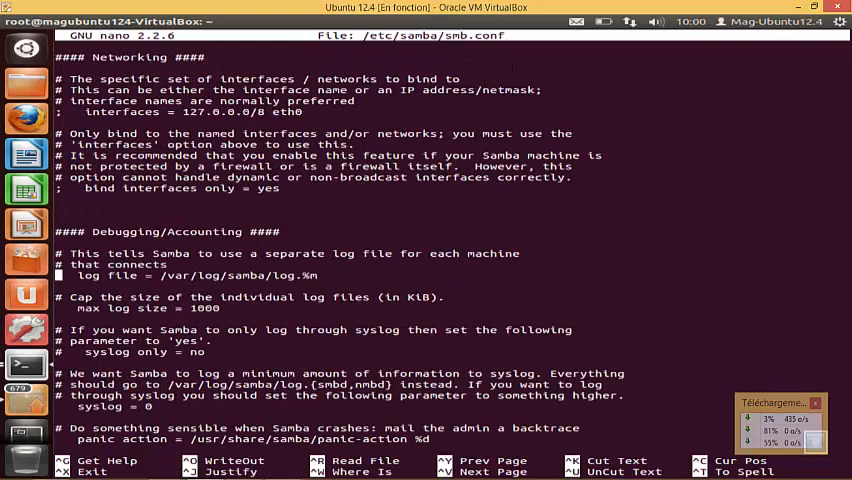 Ubuntu 12.4 [En fonction] - Oracle VM VirtualBox
root@magubuntu124-VirtualBox: ~
10:00
Mag-Ubuntu12.4
GNU nano 2.2.6 File: /etc/samba/smb.conf
#### Networking ####
# The specific set of interfaces / networks to bind to
# This can be either the interface name or an IP address/netmask;
# interface names are normally preferred
; interfaces = 127.0.0.0/8 eth0
# Only bind to the named interfaces and/or networks; you must use the
# 'interfaces' option above to use this.
# It is recommended that you enable this feature if your Samba machine is
# not protected by a firewall or is a firewall itself. However, this
# option cannot handle dynamic or non-broadcast interfaces correctly.
; bind interfaces only = yes
#### Debugging/Accounting ####
# This tells Samba to use a separate log file for each machine
# that connects
log file = /var/log/samba/log.%m
# Cap the size of the individual log files (in KiB).
max log size = 1000
# If you want Samba to only log through syslog then set the following
# parameter to 'yes'.
# syslog only = no
# We want Samba to log a minimum amount of information to syslog. Everything
# should go to /var/log/samba/log.{smbd,nmbd} instead. If you want to log
# through syslog you should set the following parameter to something higher.
syslog = 0
# Do something sensible when Samba crashes: mail the admin a backtrace
panic action = /usr/share/samba/panic-action %d
679
Téléchargeme... x
3% 435 o/s
81% 0 o/s
55% 0 o/s
^G Get Help ^O WriteOut ^R Read File ^Y Prev Page ^K Cut Text ^C Cur Pos
^X Exit ^J Justify ^W Where Is ^V Next Page ^U UnCut Text ^T To Spell